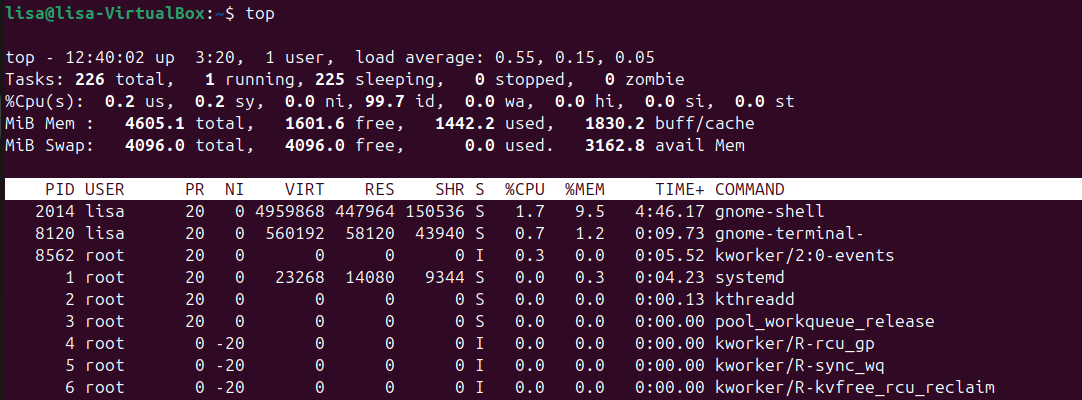 lisa@lisa-VirtualBox:~$ top
top - 12:40:02 up  3:20,  1 user,  load average: 0.55, 0.15, 0.05
Tasks: 226 total,   1 running, 225 sleeping,   0 stopped,   0 zombie
%Cpu(s):  0.2 us,  0.2 sy,  0.0 ni, 99.7 id,  0.0 wa,  0.0 hi,  0.0 si,  0.0 st
MiB Mem :   4605.1 total,   1601.6 free,   1442.2 used,   1830.2 buff/cache
MiB Swap:   4096.0 total,   4096.0 free,      0.0 used.   3162.8 avail Mem
    PID USER      PR  NI    VIRT    RES    SHR S  %CPU  %MEM     TIME+ COMMAND
   2014 lisa      20   0 4959868 447964 150536 S   1.7   9.5   4:46.17 gnome-shell
   8120 lisa      20   0  560192  58120  43940 S   0.7   1.2   0:09.73 gnome-terminal-
   8562 root      20   0       0      0      0 I   0.3   0.0   0:05.52 kworker/2:0-events
      1 root      20   0   23268  14080   9344 S   0.0   0.3   0:04.23 systemd
      2 root      20   0       0      0      0 S   0.0   0.0   0:00.13 kthreadd
      3 root      20   0       0      0      0 S   0.0   0.0   0:00.00 pool_workqueue_release
      4 root       0 -20       0      0      0 I   0.0   0.0   0:00.00 kworker/R-rcu_gp
      5 root       0 -20       0      0      0 I   0.0   0.0   0:00.00 kworker/R-sync_wq
      6 root       0 -20       0      0      0 I   0.0   0.0   0:00.00 kworker/R-kvfree_rcu_reclaim